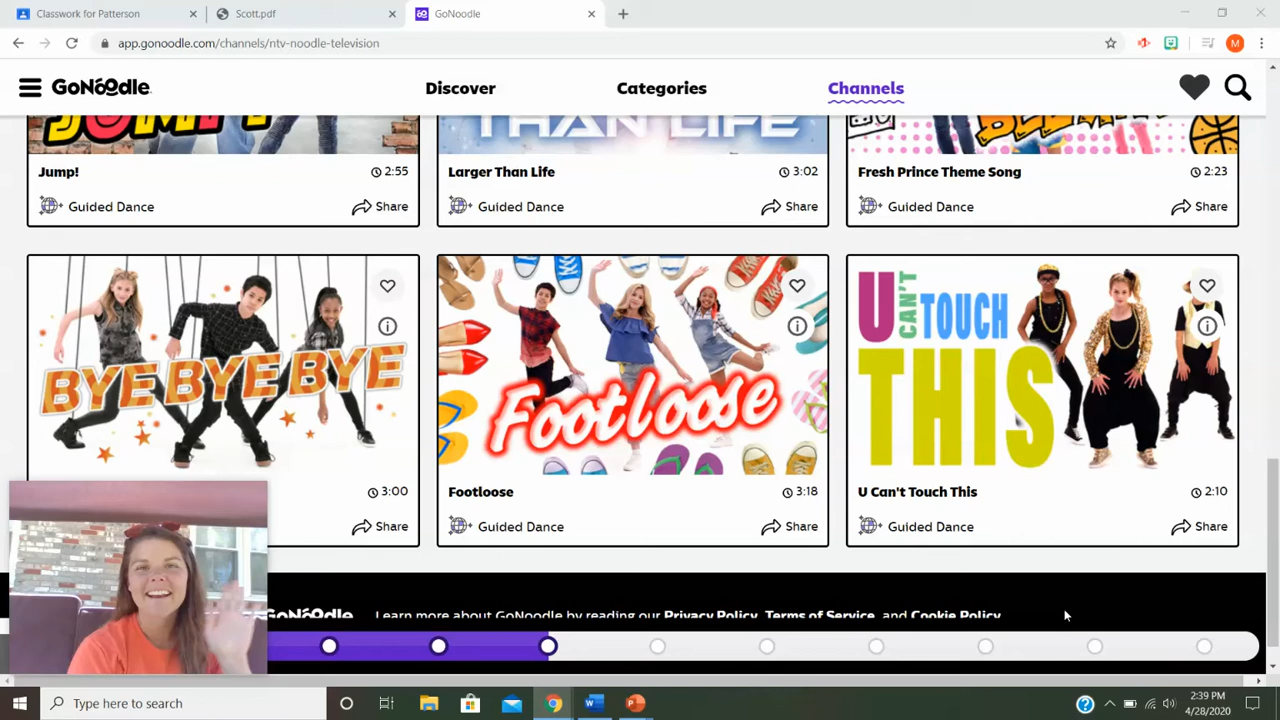 Classwork for Patterson
Scott.pdf
GoNoodle
app.gonoodle.com/channels/ntv-noodle-television
M
GoNoodle
Discover
Categories
Channels
THAN LIFE
Jump!
2:55
Larger Than Life
3:02
Fresh Prince Theme Song
2:23
Guided Dance
Share
Guided Dance
Share
Guided Dance
Share
BYE BYE BYE
Footloose
U CAN'T TOUCH
THIS
3:00
Footloose
3:18
U Can't Touch This
2:10
Share
Guided Dance
Share
Guided Dance
Share
GoNoodle
Learn more about GoNoodle by reading our Privacy Policy, Terms of Service, and Cookie Policy
Type here to search
2:39 PM
4/28/2020